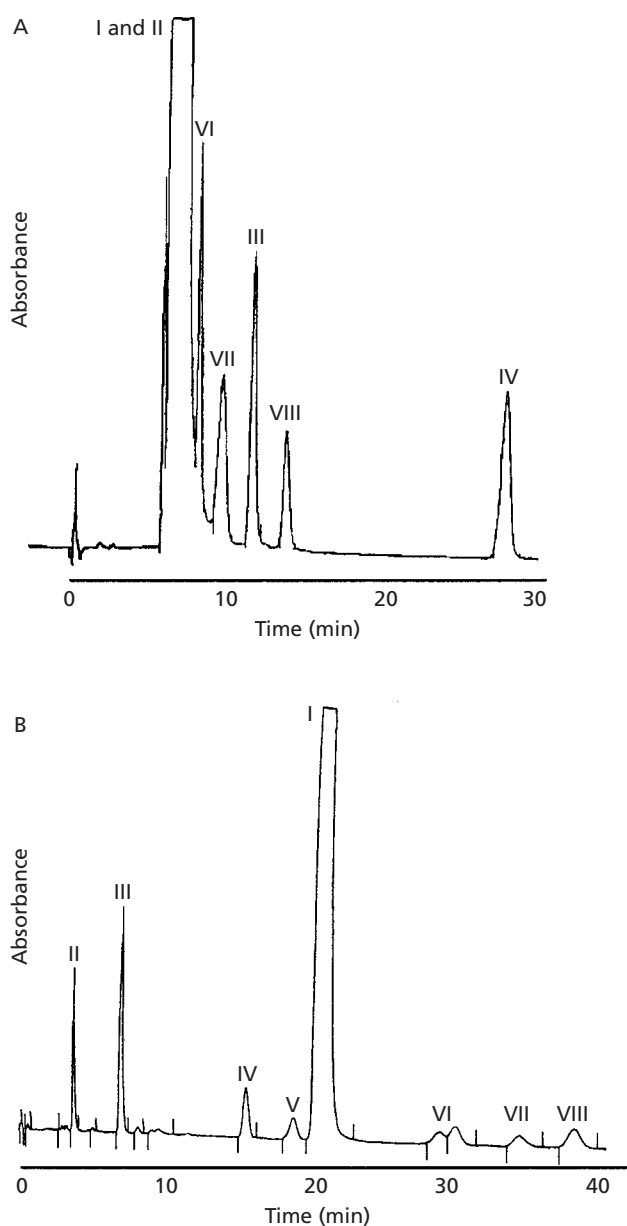 A
I and II
VI
III
VII
VIII
IV
Absorbance
0 10 20 30
Time (min)
B
I
III
II
IV
V
VI
VII
VIII
Absorbance
0 10 20 30 40
Time (min)